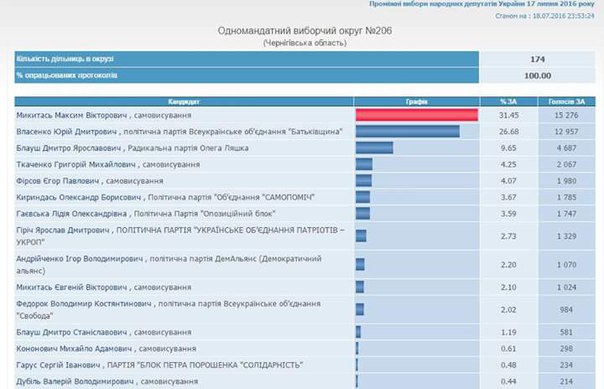 Проміжні вибори народних депутатів України 17 липня 2016 року
Станом на : 18.07.2016 23:53:24
Одномандатний виборчий округ №206
(Чернігівська область)
Кількість дільниць в окрузі 174
% опрацьованих протоколів 100.00
Кандидат Графік % ЗА Голосів ЗА
Микитась Максим Вікторович , самовисування 31.45 15 276
Власенко Юрій Дмитрович , політична партія Всеукраїнське об'єднання "Батьківщина" 26.68 12 957
Блауш Дмитро Ярославович , Радикальна партія Олега Ляшка 9.65 4 687
Ткаченко Григорій Михайлович , самовисування 4.25 2 067
Фірсов Єгор Павлович , самовисування 4.07 1 980
Кириндась Олександр Борисович , Політична партія "Об'єднання "САМОПОМІЧ" 3.67 1 785
Гаєвська Лідія Олександрівна , Політична партія "Опозиційний блок" 3.59 1 747
Гіріч Ярослав Дмитрович , ПОЛІТИЧНА ПАРТІЯ "УКРАЇНСЬКЕ ОБ'ЄДНАННЯ ПАТРІОТІВ –
УКРОП" 2.73 1 329
Андрійченко Ігор Володимирович , політична партія ДемАльянс (Демократичний
альянс) 2.20 1 070
Микитась Євгеній Вікторович , самовисування 2.10 1 024
Федорок Володимир Костянтинович , політична партія Всеукраїнське об'єднання
"Свобода" 2.02 984
Блауш Дмитро Станіславович , самовисування 1.19 581
Кононович Михайло Адамович , самовисування 0.61 298
Гарус Сергій Іванович , ПАРТІЯ "БЛОК ПЕТРА ПОРОШЕНКА "СОЛІДАРНІСТЬ" 0.48 234
Дубіль Валерій Володимирович , самовисування 0.44 214